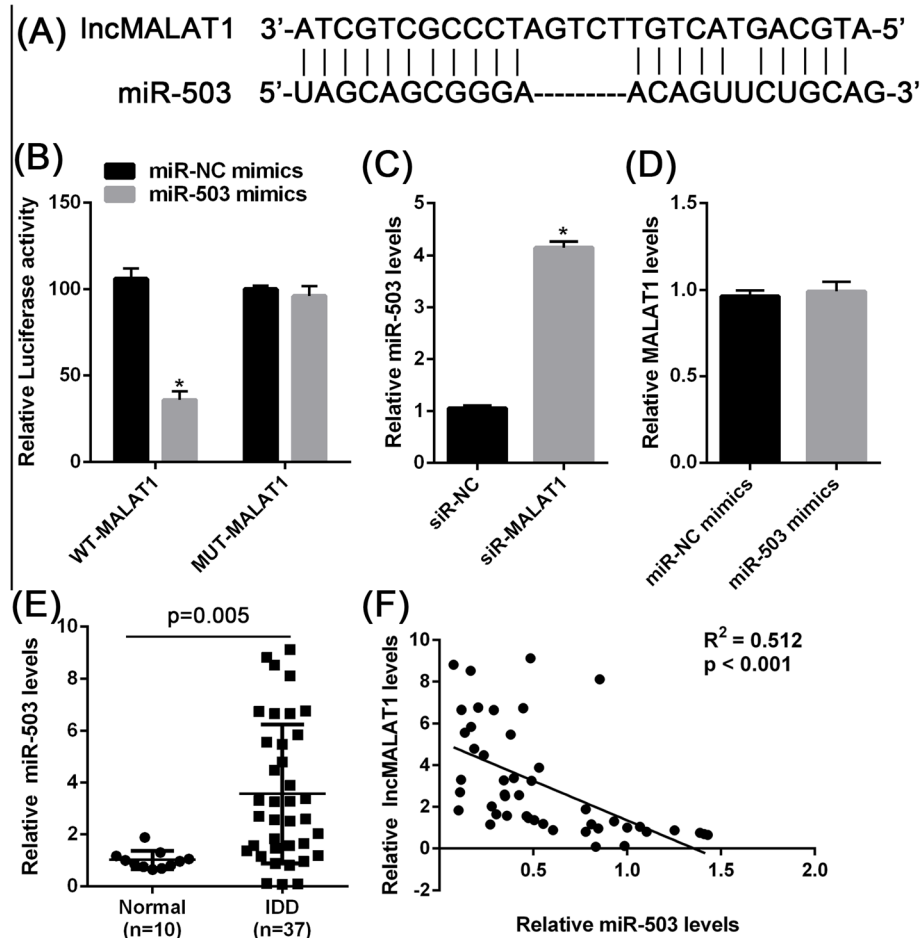 (A) lncMALAT1 3’-ATCGTCGCCCTAGTCTTGTCATGACGTA-5’
miR-503 5’-UAGCAGCGGGA---------ACAGUUCUGCAG-3’
(B)
miR-NC mimics
miR-503 mimics
Relative Luciferase activity
150
100
50
0
*
WT-MALAT1
MUT-MALAT1
(C)
Relative miR-503 levels
5
4
3
2
1
0
*
siR-NC
siR-MALAT1
(D)
Relative MALAT1 levels
1.5
1.0
0.5
0.0
miR-NC mimics
miR-503 mimics
(E)
p=0.005
Relative miR-503 levels
10
8
6
4
2
0
Normal
(n=10)
IDD
(n=37)
(F)
R² = 0.512
p < 0.001
Relative lncMALAT1 levels
10
8
6
4
2
0
-2
0.5
1.0
1.5
2.0
Relative miR-503 levels